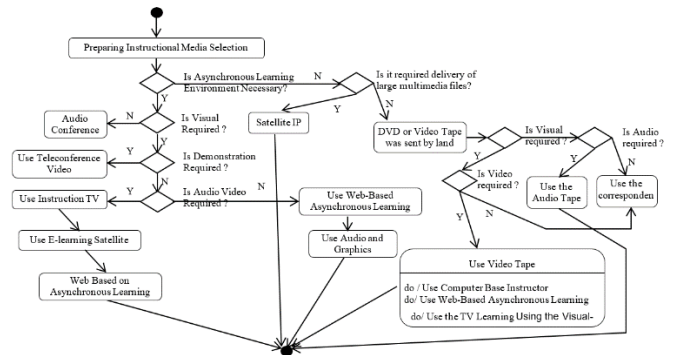 Preparing Instructional Media Selection
Is Asynchronous Learning
Environment Necessary?
N
Is it required delivery of
large multimedia files?
Y
Y
N
Audio
Conference
N
Is Visual
Required ?
Satellite IP
DVD or Video Tape
was sent by land
Is Visual
required ?
Is Audio
required ?
Y
Y
Y
N
Use Teleconference
Video
Y
Is Demonstration
Required ?
Is Video
required ?
Use the
Audio Tape
Use the
corresponden
N
Use Instruction TV
Y
Is Audio Video
Required ?
N
Use Web-Based
Asynchronous Learning
Y
N
Use E-learning Satellite
Use Audio and
Graphics
Web Based on
Asynchronous Learning
Use Video Tape
do / Use Computer Base Instructor
do/ Use Web-Based Asynchronous Learning
do/ Use the TV Learning Using the Visual-